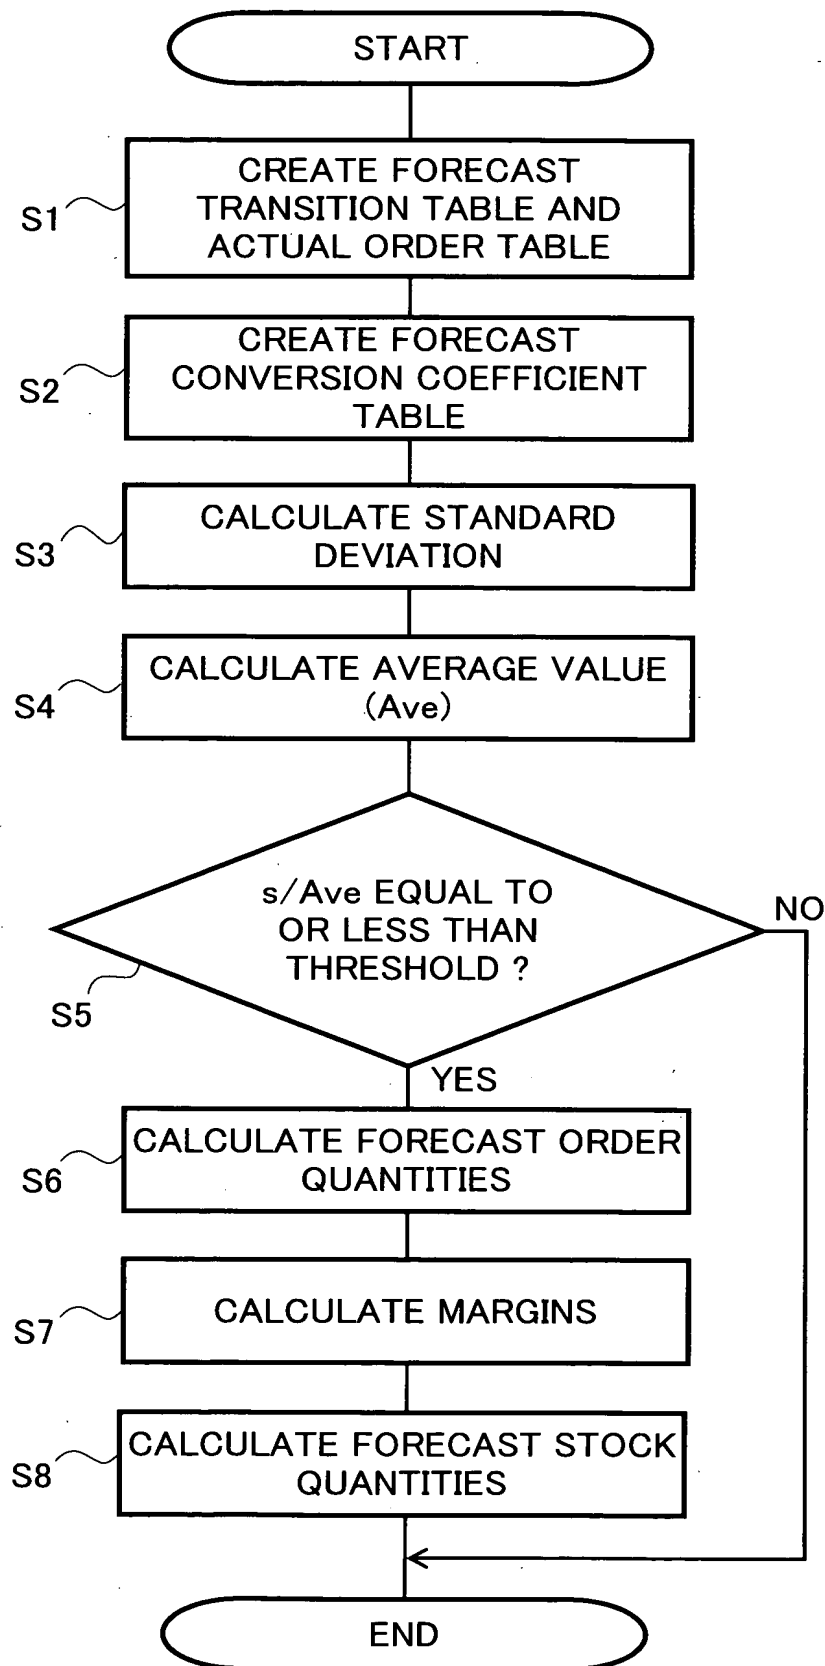 START
S1
CREATE FORECAST
TRANSITION TABLE AND
ACTUAL ORDER TABLE
S2
CREATE FORECAST
CONVERSION COEFFICIENT
TABLE
S3
CALCULATE STANDARD
DEVIATION
S4
CALCULATE AVERAGE VALUE
(Ave)
S5
s/Ave EQUAL TO
OR LESS THAN
THRESHOLD ?
NO
YES
S6
CALCULATE FORECAST ORDER
QUANTITIES
S7
CALCULATE MARGINS
S8
CALCULATE FORECAST STOCK
QUANTITIES
END